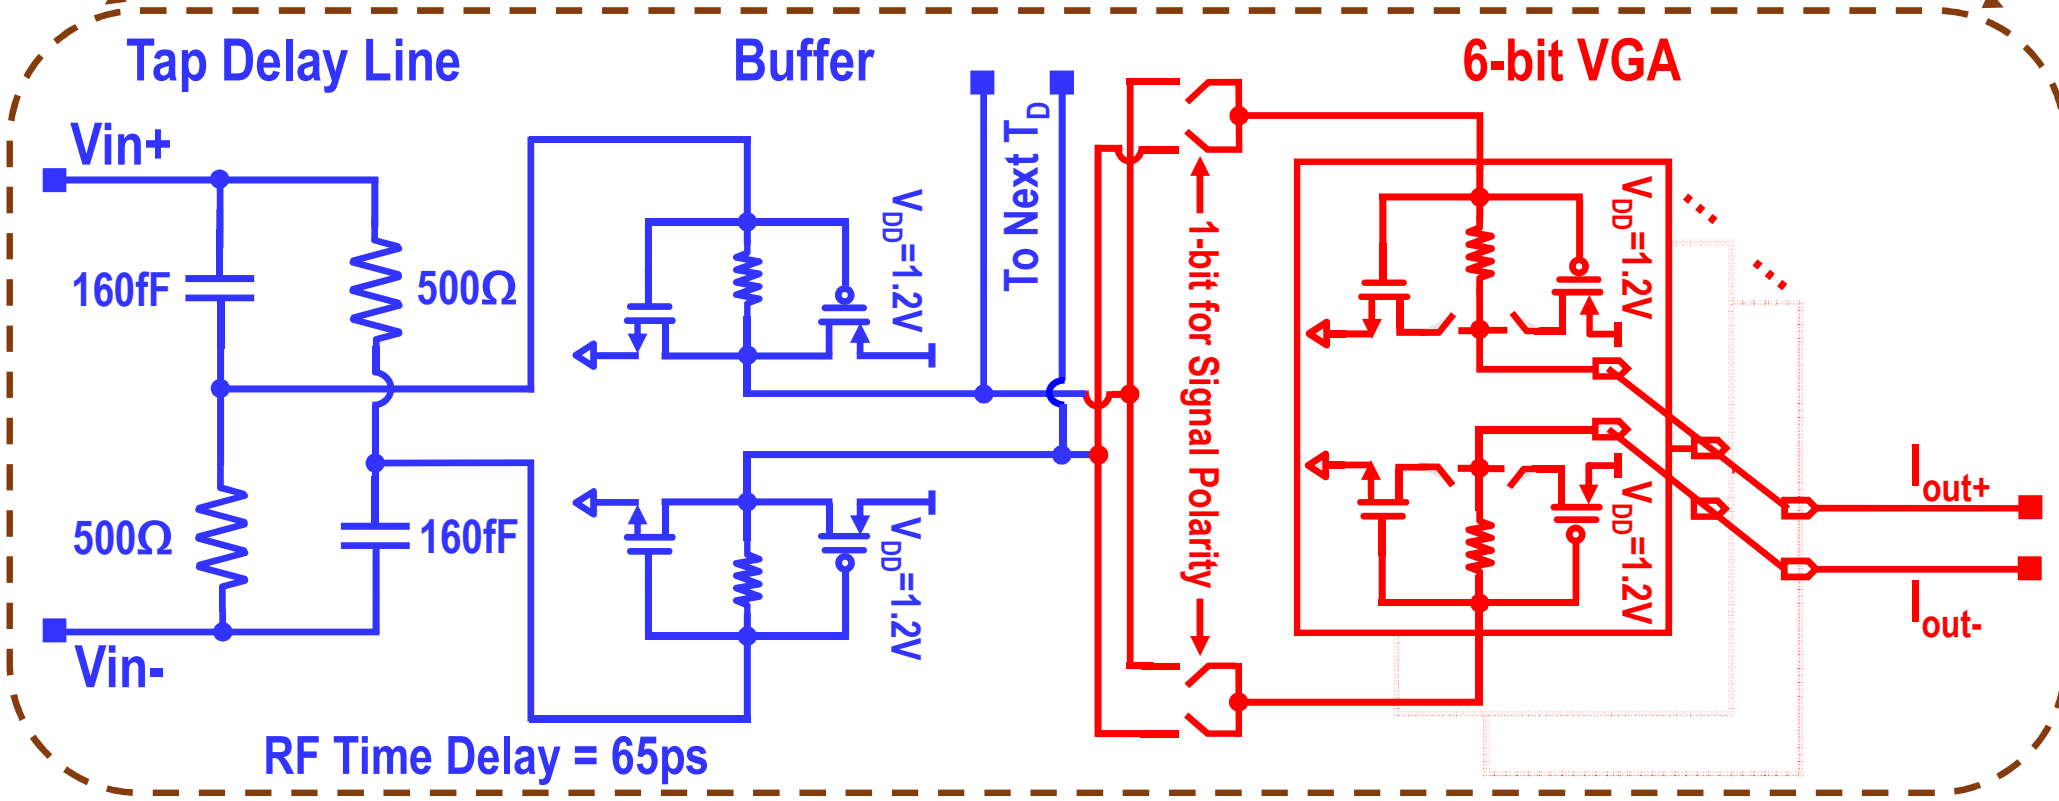 Tap Delay Line
Buffer
6-bit VGA
Vin+
160fF
500Ω
500Ω
160fF
Vin-
RF Time Delay = 65ps
VDD=1.2V
VDD=1.2V
To Next TD
1-bit for Signal Polarity
VDD=1.2V
VDD=1.2V
Iout+
Iout-